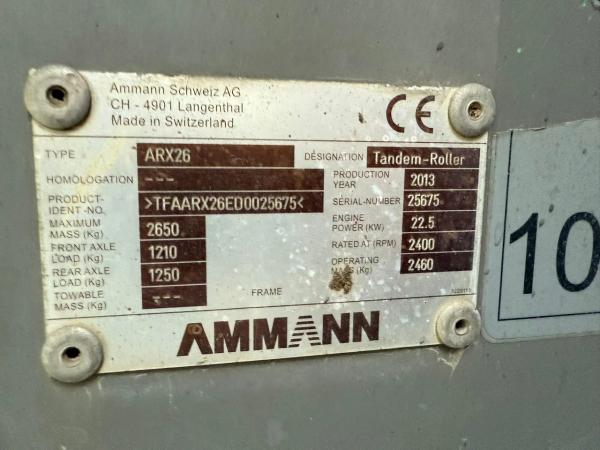 Ammann Schweiz AG
CH - 4901 Langenthal
Made in Switzerland
CE
TYPE ARX26 DÉSIGNATION Tandem-Roller
HOMOLOGATION --- PRODUCTION YEAR 2013
PRODUCT-IDENT-NO. >TFAARX26ED0025675< SERIAL-NUMBER 25675
MAXIMUM MASS (Kg) 2650 ENGINE POWER (KW) 22.5
FRONT AXLE LOAD (Kg) 1210 RATED AT (RPM) 2400
REAR AXLE LOAD (Kg) 1250 OPERATING MASS (Kg) 2460
TOWABLE MASS (Kg) --- FRAME
AMMANN
10